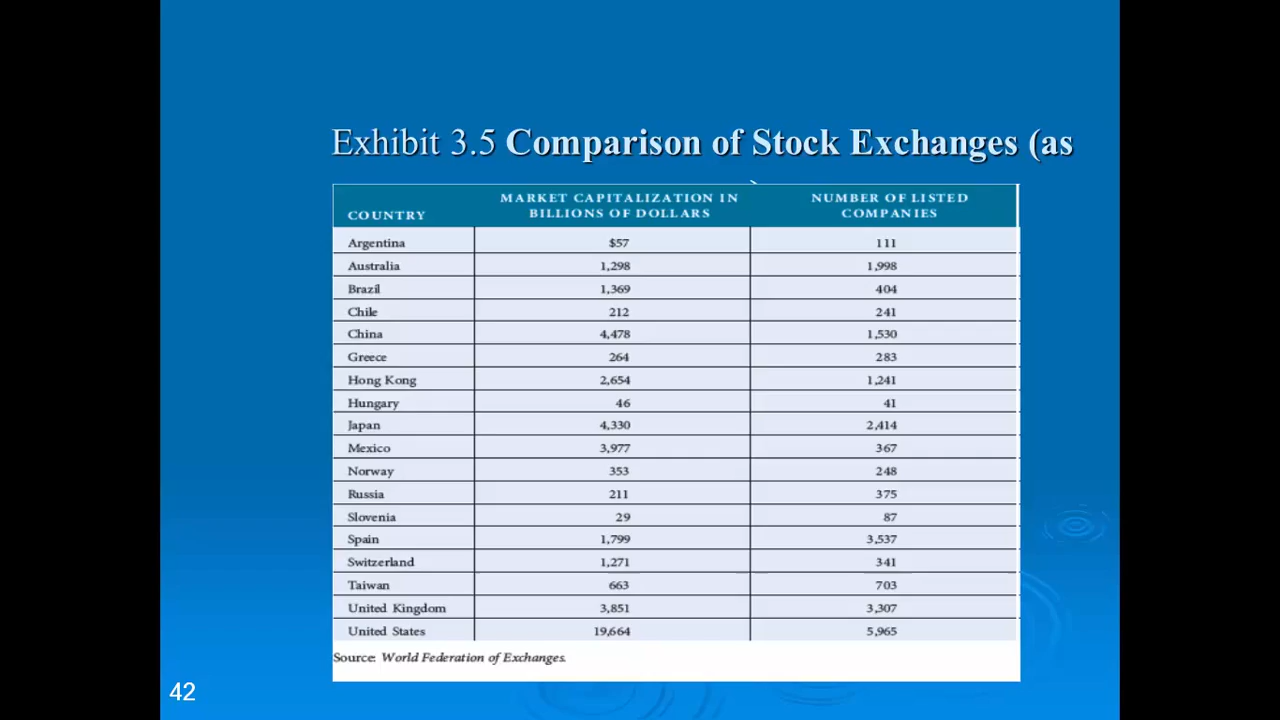 Exhibit 3.5 Comparison of Stock Exchanges (as
COUNTRY MARKET CAPITALIZATION IN BILLIONS OF DOLLARS NUMBER OF LISTED COMPANIES
Argentina $57 111
Australia 1,298 1,998
Brazil 1,369 404
Chile 212 241
China 4,478 1,530
Greece 264 283
Hong Kong 2,654 1,241
Hungary 46 41
Japan 4,330 2,414
Mexico 3,977 367
Norway 353 248
Russia 211 375
Slovenia 29 87
Spain 1,799 3,537
Switzerland 1,271 341
Taiwan 663 703
United Kingdom 3,851 3,307
United States 19,664 5,965
Source: World Federation of Exchanges.
42